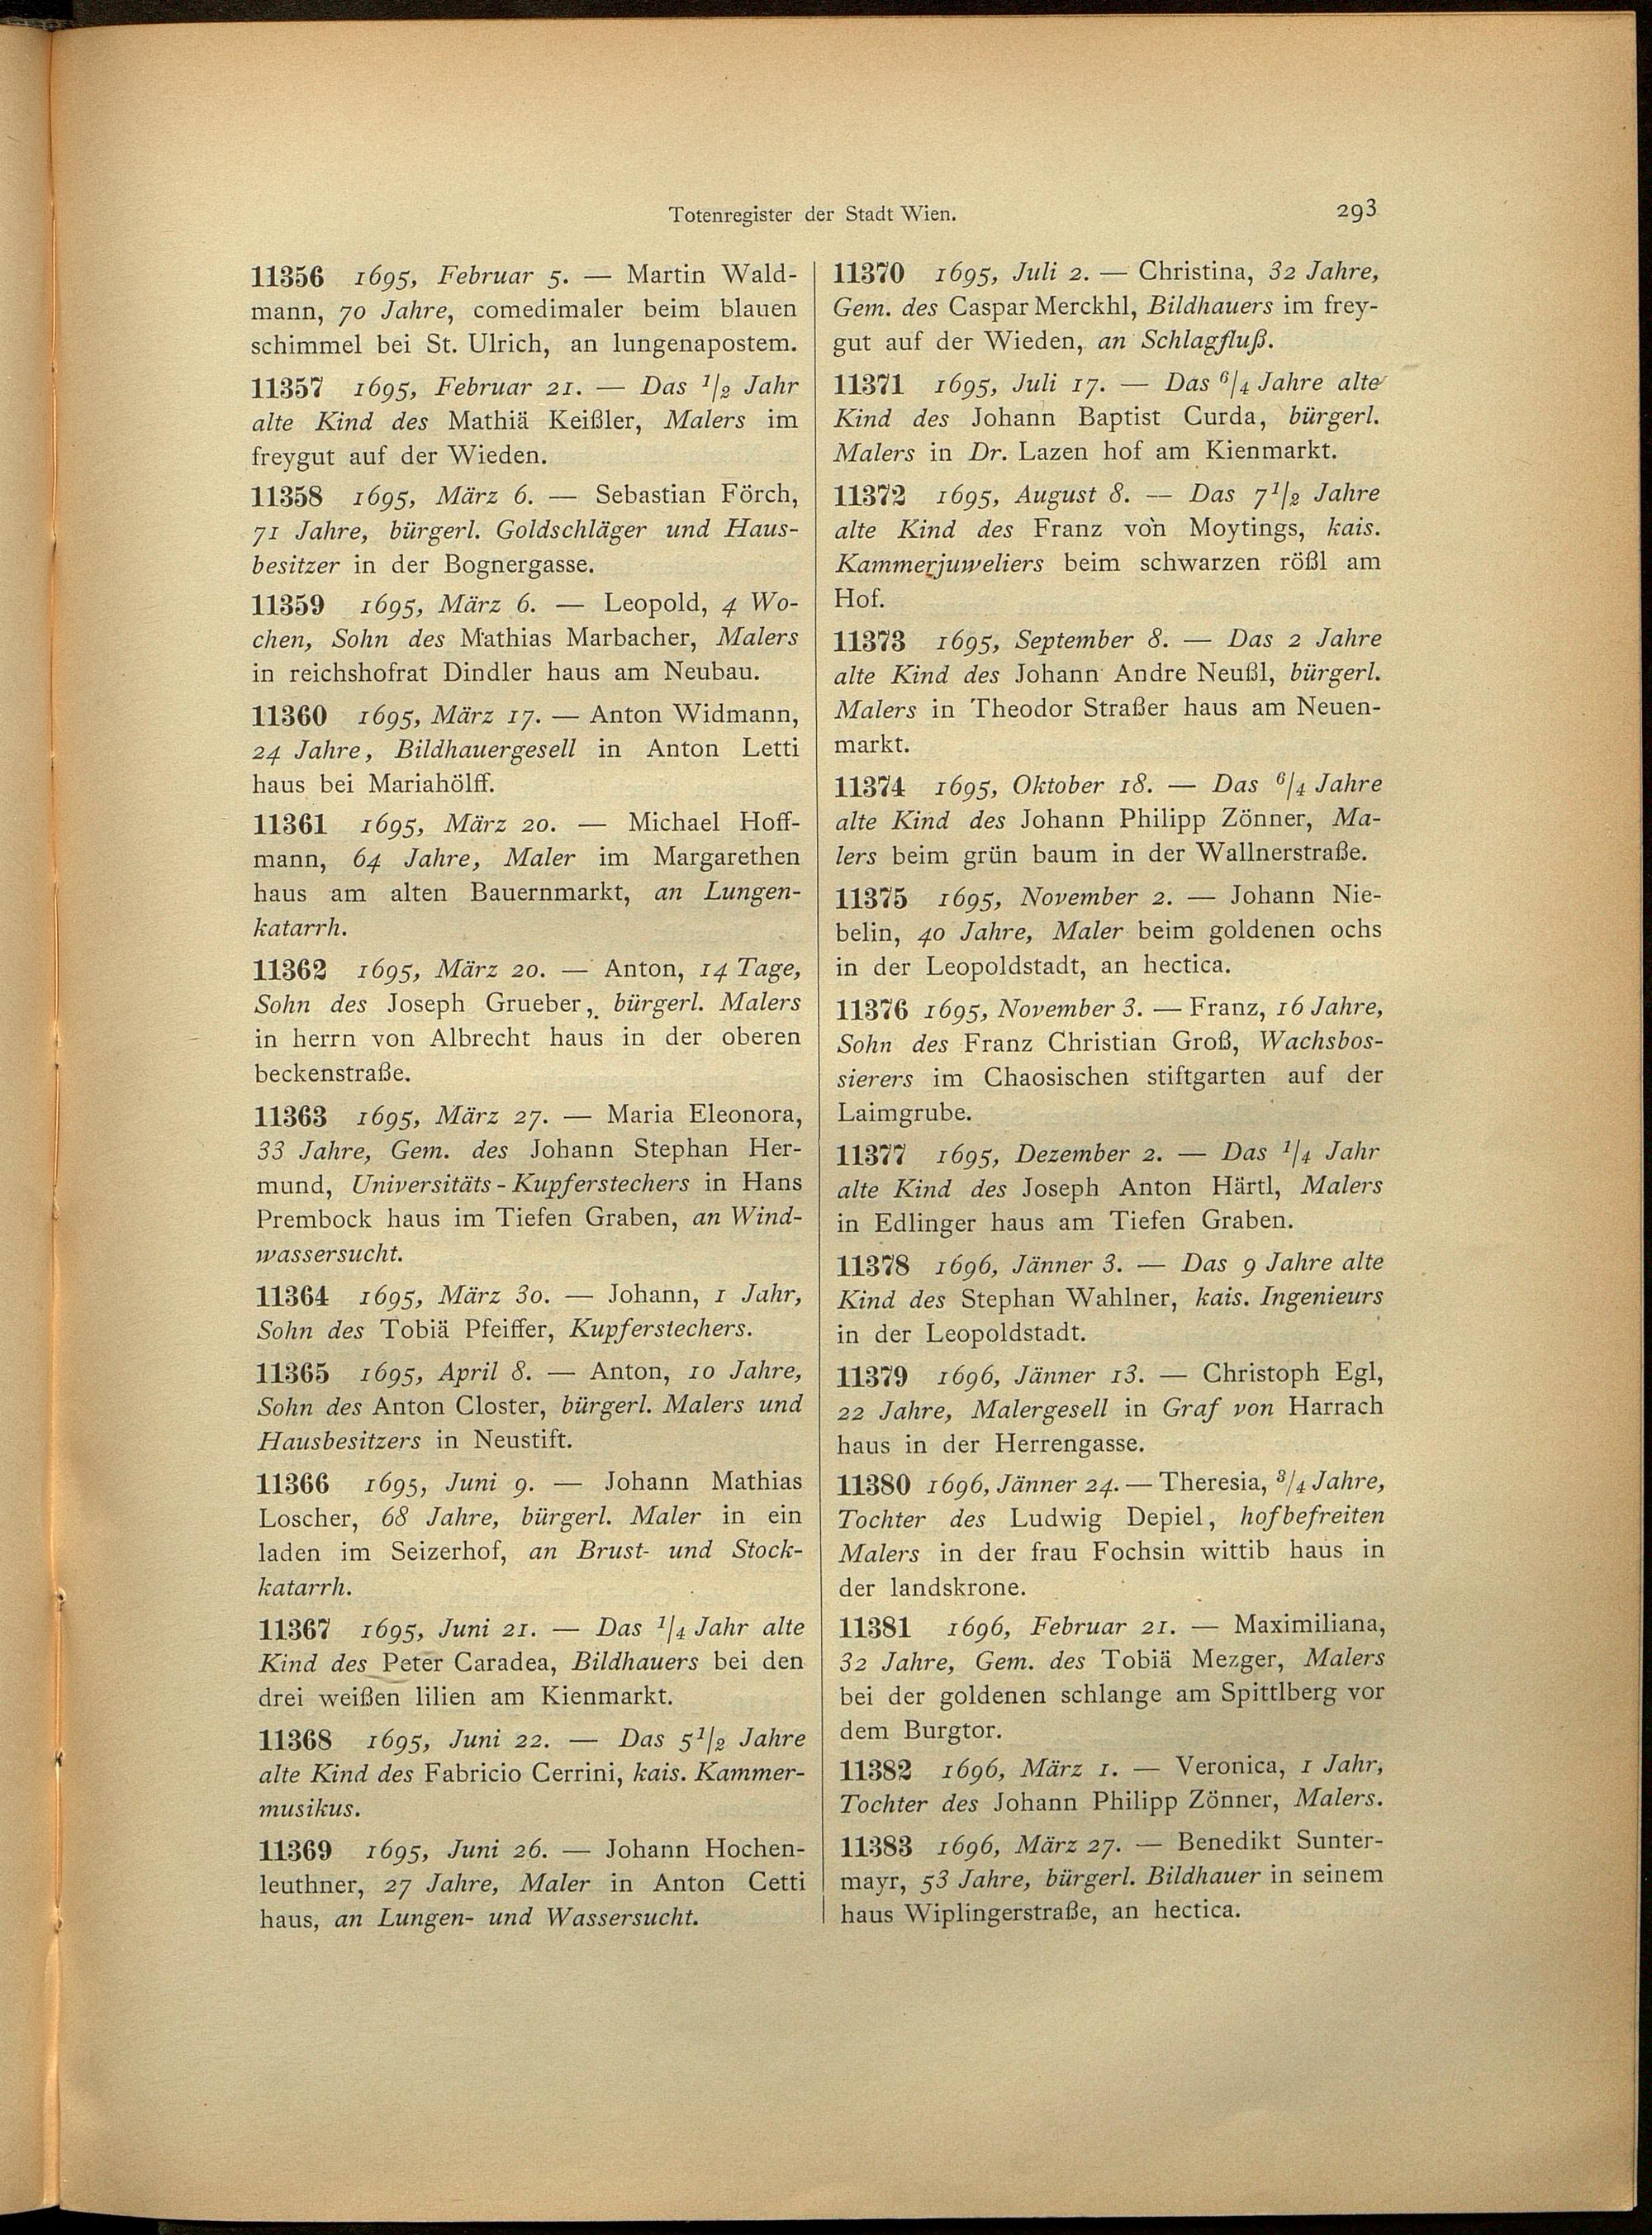 Totenregister der Stadt Wien.
293
11356 1695, Februar 5. — Martin Wald-
mann, 70 Jahre, comedimaler beim blauen
schimmel bei St. Ulrich, an lungenapostem.
11357 1695, Februar 21. — Das 1/2 Jahr
alte Kind des Mathiä Keißler, Malers im
freygut auf der Wieden.
11358 1695, März 6. — Sebastian Förch,
71 Jahre, bürgerl. Goldschläger und Haus-
besitzer in der Bognergasse.
11359 1695, März 6. — Leopold, 4 Wo-
chen, Sohn des Mathias Marbacher, Malers
in reichshofrat Dindler haus am Neubau.
11360 1695, März 17. — Anton Widmann,
24 Jahre, Bildhauergesell in Anton Letti
haus bei Mariahölff.
11361 1695, März 20. — Michael Hoff-
mann, 64 Jahre, Maler im Margarethen
haus am alten Bauernmarkt, an Lungen-
katarrh.
11362 1695, März 20. — Anton, 14 Tage,
Sohn des Joseph Grueber, bürgerl. Malers
in herrn von Albrecht haus in der oberen
beckenstraße.
11363 1695, März 27. — Maria Eleonora,
33 Jahre, Gem. des Johann Stephan Her-
mund, Universitäts-Kupferstechers in Hans
Prembock haus im Tiefen Graben, an Wind-
wassersucht.
11364 1695, März 30. — Johann, 1 Jahr,
Sohn des Tobiä Pfeiffer, Kupferstechers.
11365 1695, April 8. — Anton, 10 Jahre,
Sohn des Anton Closter, bürgerl. Malers und
Hausbesitzers in Neustift.
11366 1695, Juni 9. — Johann Mathias
Loscher, 68 Jahre, bürgerl. Maler in ein
laden im Seizerhof, an Brust- und Stock-
katarrh.
11367 1695, Juni 21. — Das 1/4 Jahr alte
Kind des Peter Caradea, Bildhauers bei den
drei weißen lilien am Kienmarkt.
11368 1695, Juni 22. — Das 5 1/2 Jahre
alte Kind des Fabricio Cerrini, kais. Kammer-
musikus.
11369 1695, Juni 26. — Johann Hochen-
leuthner, 27 Jahre, Maler in Anton Cetti
haus, an Lungen- und Wassersucht.
11370 1695, Juli 2. — Christina, 32 Jahre,
Gem. des Caspar Merckhl, Bildhauers im frey-
gut auf der Wieden, an Schlagfluß.
11371 1695, Juli 17. — Das 6/4 Jahre alte
Kind des Johann Baptist Curda, bürgerl.
Malers in Dr. Lazen hof am Kienmarkt.
11372 1695, August 8. — Das 7 1/2 Jahre
alte Kind des Franz von Moytings, kais.
Kammerjuweliers beim schwarzen rößl am
Hof.
11373 1695, September 8. — Das 2 Jahre
alte Kind des Johann Andre Neußl, bürgerl.
Malers in Theodor Straßer haus am Neuen-
markt.
11374 1695, Oktober 18. — Das 6/4 Jahre
alte Kind des Johann Philipp Zönner, Ma-
lers beim grün baum in der Wallnerstraße.
11375 1695, November 2. — Johann Nie-
belin, 40 Jahre, Maler beim goldenen ochs
in der Leopoldstadt, an hectica.
11376 1695, November 3. — Franz, 16 Jahre,
Sohn des Franz Christian Groß, Wachsbos-
sierers im Chaosischen stiftgarten auf der
Laimgrube.
11377 1695, Dezember 2. — Das 1/4 Jahr
alte Kind des Joseph Anton Härtl, Malers
in Edlinger haus am Tiefen Graben.
11378 1696, Jänner 3. — Das 9 Jahre alte
Kind des Stephan Wahlner, kais. Ingenieurs
in der Leopoldstadt.
11379 1696, Jänner 13. — Christoph Egl,
22 Jahre, Malergesell in Graf von Harrach
haus in der Herrengasse.
11380 1696, Jänner 24. — Theresia, 3/4 Jahre,
Tochter des Ludwig Depiel, hofbefreiten
Malers in der frau Fochsin wittib haus in
der landskrone.
11381 1696, Februar 21. — Maximiliana,
32 Jahre, Gem. des Tobiä Mezger, Malers
bei der goldenen schlange am Spittlberg vor
dem Burgtor.
11382 1696, März 1. — Veronica, 1 Jahr,
Tochter des Johann Philipp Zönner, Malers.
11383 1696, März 27. — Benedikt Sunter-
mayr, 53 Jahre, bürgerl. Bildhauer in seinem
haus Wiplingerstraße, an hectica.